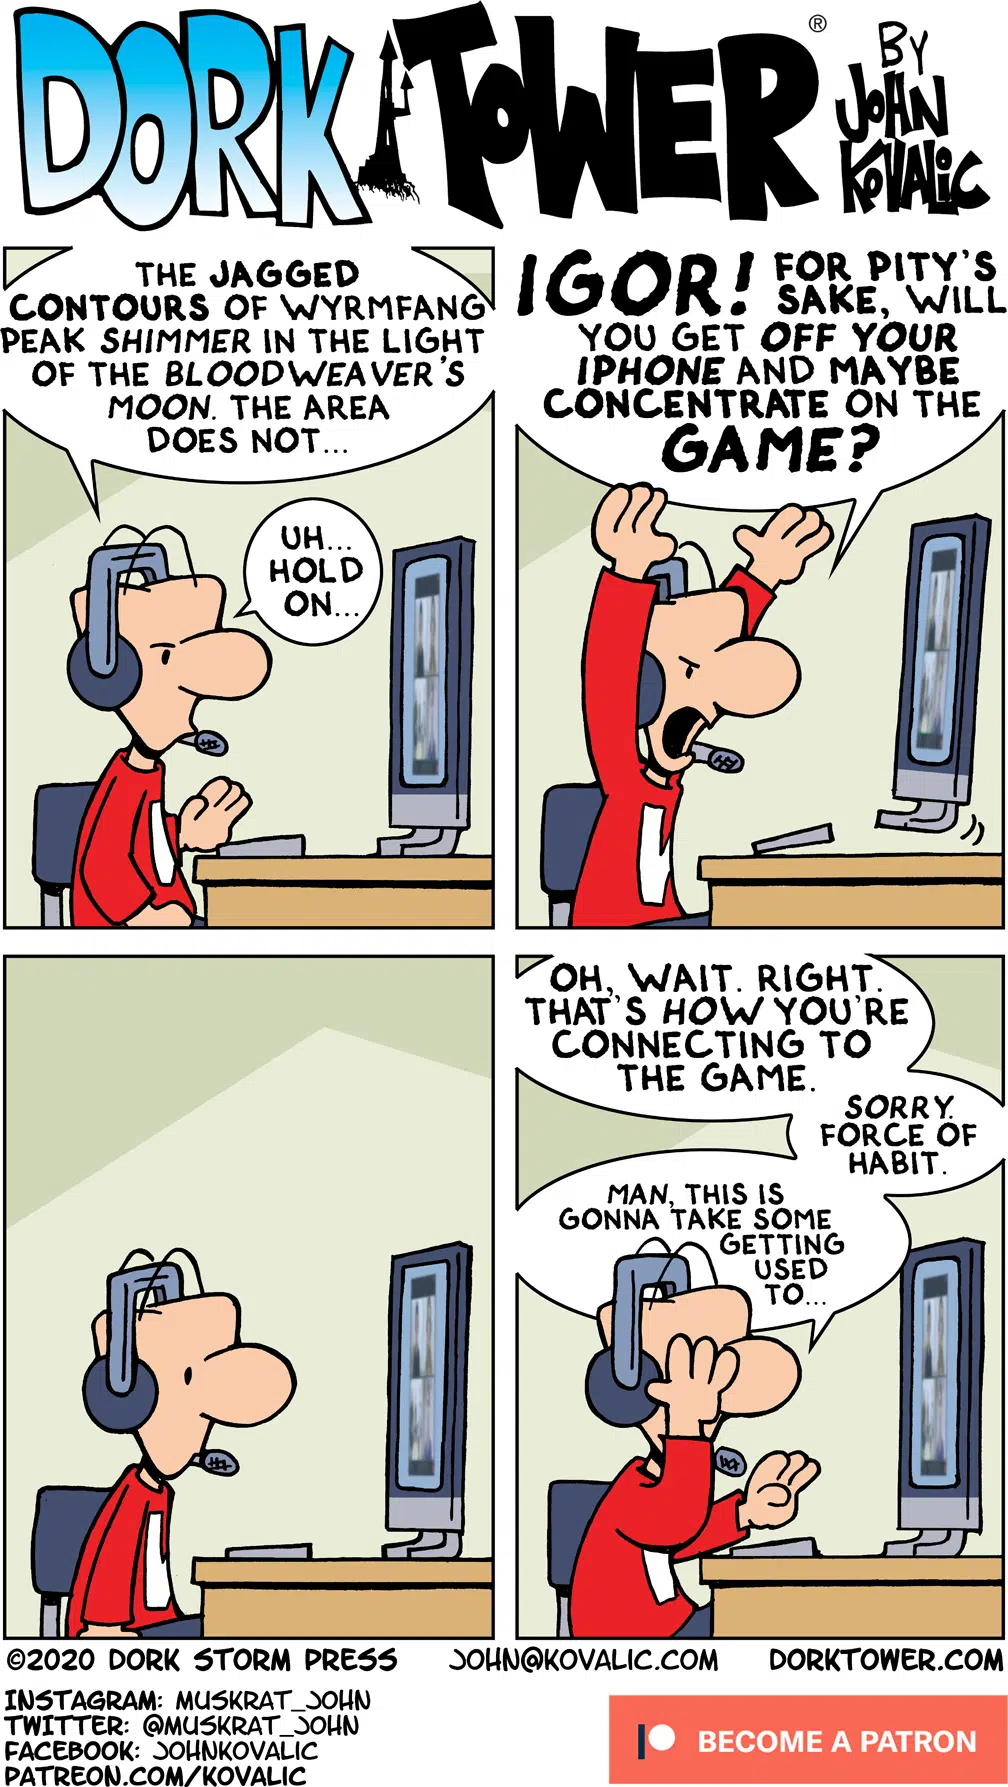 DORK TOWER®
BY
JOHN
KOVALIC
THE JAGGED
CONTOURS OF WYRMFANG
PEAK SHIMMER IN THE LIGHT
OF THE BLOODWEAVER'S
MOON. THE AREA
DOES NOT...
UH...
HOLD
ON...
IGOR! FOR PITY'S
SAKE, WILL
YOU GET OFF YOUR
IPHONE AND MAYBE
CONCENTRATE ON THE
GAME?
OH, WAIT. RIGHT.
THAT'S HOW YOU'RE
CONNECTING TO
THE GAME.
SORRY.
FORCE OF
HABIT.
MAN, THIS IS
GONNA TAKE SOME
GETTING
USED
TO...
©2020 DORK STORM PRESS JOHN@KOVALIC.COM DORKTOWER.COM
INSTAGRAM: MUSKRAT_JOHN
TWITTER: @MUSKRAT_JOHN
FACEBOOK: JOHNKOVALIC
PATREON.COM/KOVALIC
BECOME A PATRON